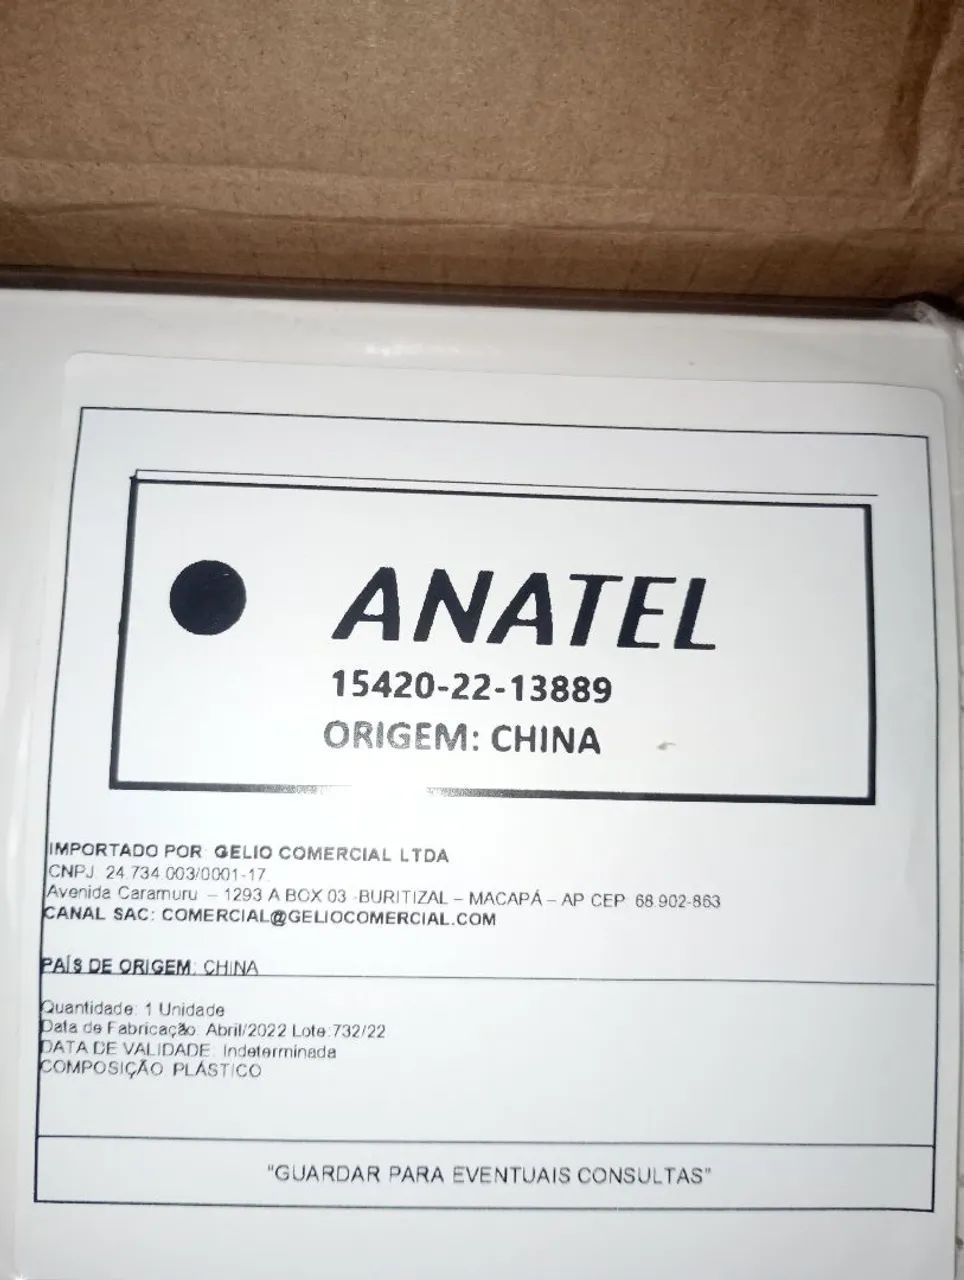 ANATEL
15420-22-13889
ORIGEM: CHINA
IMPORTADO POR: GELIO COMERCIAL LTDA
CNPJ: 24.734.003/0001-17
Avenida Caramuru – 1293 A BOX 03 -BURITIZAL – MACAPÁ – AP CEP: 68.902-863
CANAL SAC: COMERCIAL@GELIOCOMERCIAL.COM
PAÍS DE ORIGEM: CHINA
Quantidade: 1 Unidade
Data de Fabricação: Abril/2022 Lote:732/22
DATA DE VALIDADE: Indeterminada
COMPOSIÇÃO: PLÁSTICO
"GUARDAR PARA EVENTUAIS CONSULTAS"